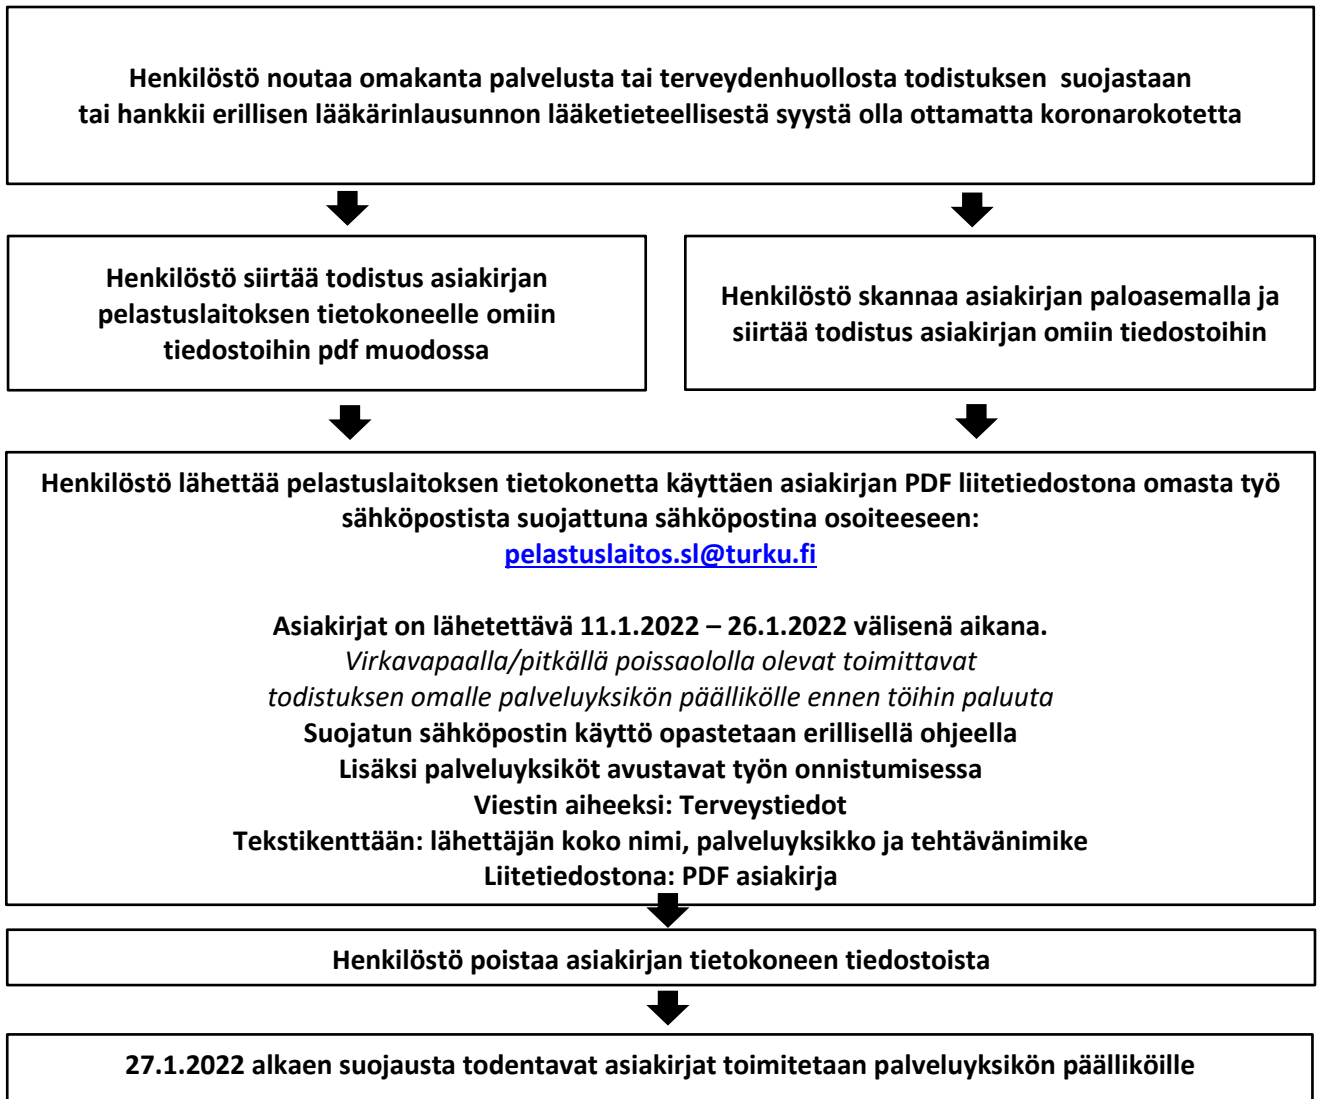 Henkilöstö noutaa omakanta palvelusta tai terveydenhuollosta todistuksen suojastaan
tai hankkii erillisen lääkärinlausunnon lääketieteellisestä syystä olla ottamatta koronarokotetta
Henkilöstö siirtää todistus asiakirjan
pelastuslaitoksen tietokoneelle omiin
tiedostoihin pdf muodossa
Henkilöstö skannaa asiakirjan paloasemalla ja
siirtää todistus asiakirjan omiin tiedostoihin
Henkilöstö lähettää pelastuslaitoksen tietokonetta käyttäen asiakirjan PDF liitetiedostona omasta työ
sähköpostista suojattuna sähköpostina osoiteeseen:
pelastuslaitos.sl@turku.fi
Asiakirjat on lähetettävä 11.1.2022 – 26.1.2022 välisenä aikana.
Virkavapaalla/pitkällä poissaololla olevat toimittavat
todistuksen omalle palveluyksikön päällikölle ennen töihin paluuta
Suojatun sähköpostin käyttö opastetaan erillisellä ohjeella
Lisäksi palveluyksiköt avustavat työn onnistumisessa
Viestin aiheeksi: Terveystiedot
Tekstikenttään: lähettäjän koko nimi, palveluyksikko ja tehtävänimike
Liitetiedostona: PDF asiakirja
Henkilöstö poistaa asiakirjan tietokoneen tiedostoista
27.1.2022 alkaen suojausta todentavat asiakirjat toimitetaan palveluyksikön päälliköille